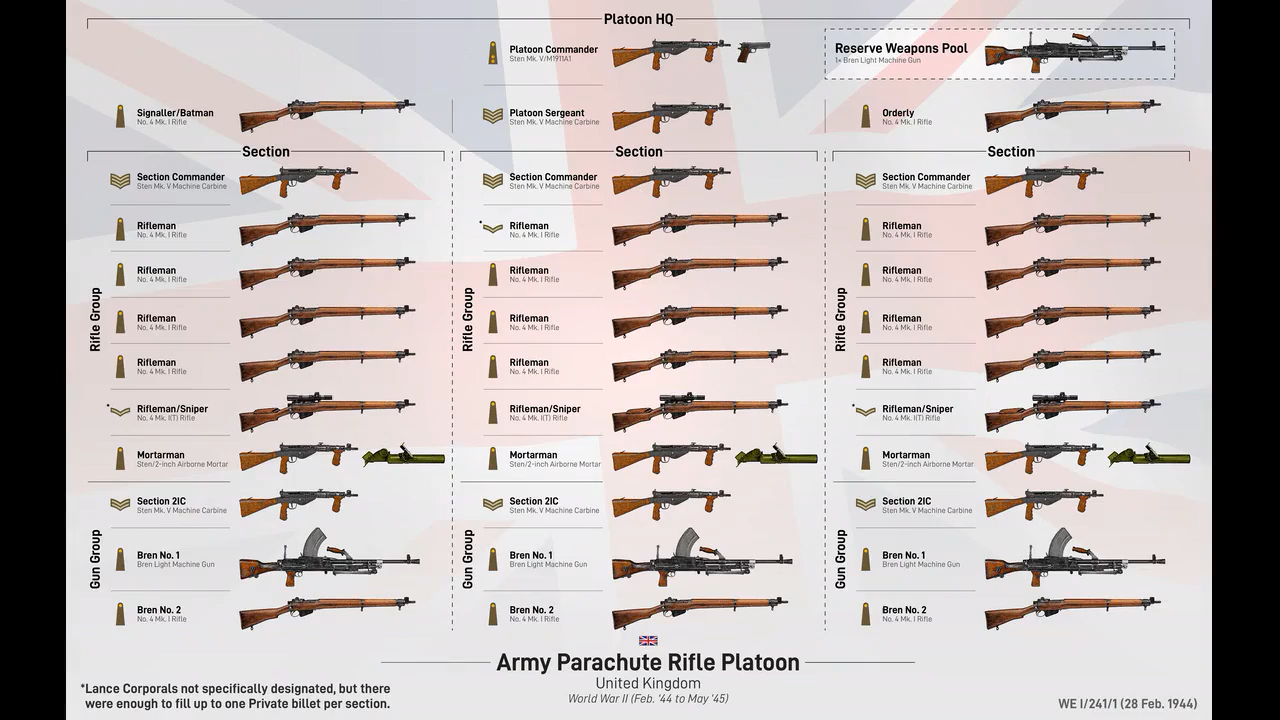 Platoon HQ
Platoon Commander
Sten Mk. V/M1911A1
Reserve Weapons Pool
1x Bren Light Machine Gun
Signaller/Batman
No. 4 Mk. I Rifle
Platoon Sergeant
Sten Mk. V Machine Carbine
Orderly
No. 4 Mk. I Rifle
Section
Rifle Group
Section Commander
Sten Mk. V Machine Carbine
Rifleman
No. 4 Mk. I Rifle
Rifleman
No. 4 Mk. I Rifle
Rifleman
No. 4 Mk. I Rifle
Rifleman
No. 4 Mk. I Rifle
*
Rifleman/Sniper
No. 4 Mk. I(T) Rifle
Mortarman
Sten/2-inch Airborne Mortar
Gun Group
Section 2IC
Sten Mk. V Machine Carbine
Bren No. 1
Bren Light Machine Gun
Bren No. 2
No. 4 Mk. I Rifle
Section
Rifle Group
Section Commander
Sten Mk. V Machine Carbine
*
Rifleman
No. 4 Mk. I Rifle
Rifleman
No. 4 Mk. I Rifle
Rifleman
No. 4 Mk. I Rifle
Rifleman
No. 4 Mk. I Rifle
Rifleman/Sniper
No. 4 Mk. I(T) Rifle
Mortarman
Sten/2-inch Airborne Mortar
Gun Group
Section 2IC
Sten Mk. V Machine Carbine
Bren No. 1
Bren Light Machine Gun
Bren No. 2
No. 4 Mk. I Rifle
Section
Rifle Group
Section Commander
Sten Mk. V Machine Carbine
Rifleman
No. 4 Mk. I Rifle
Rifleman
No. 4 Mk. I Rifle
Rifleman
No. 4 Mk. I Rifle
Rifleman
No. 4 Mk. I Rifle
*
Rifleman/Sniper
No. 4 Mk. I(T) Rifle
Mortarman
Sten/2-inch Airborne Mortar
Gun Group
Section 2IC
Sten Mk. V Machine Carbine
Bren No. 1
Bren Light Machine Gun
Bren No. 2
No. 4 Mk. I Rifle
Army Parachute Rifle Platoon
United Kingdom
World War II (Feb. '44 to May '45)
*Lance Corporals not specifically designated, but there
were enough to fill up to one Private billet per section.
WE I/241/1 (28 Feb. 1944)